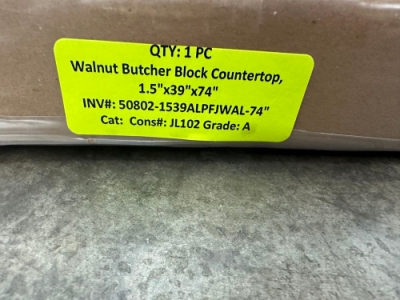 QTY: 1 PC
Walnut Butcher Block Countertop,
1.5"x39"x74"
INV#: 50802-1539ALPFJWAL-74"
Cat: Cons#: JL102 Grade: A